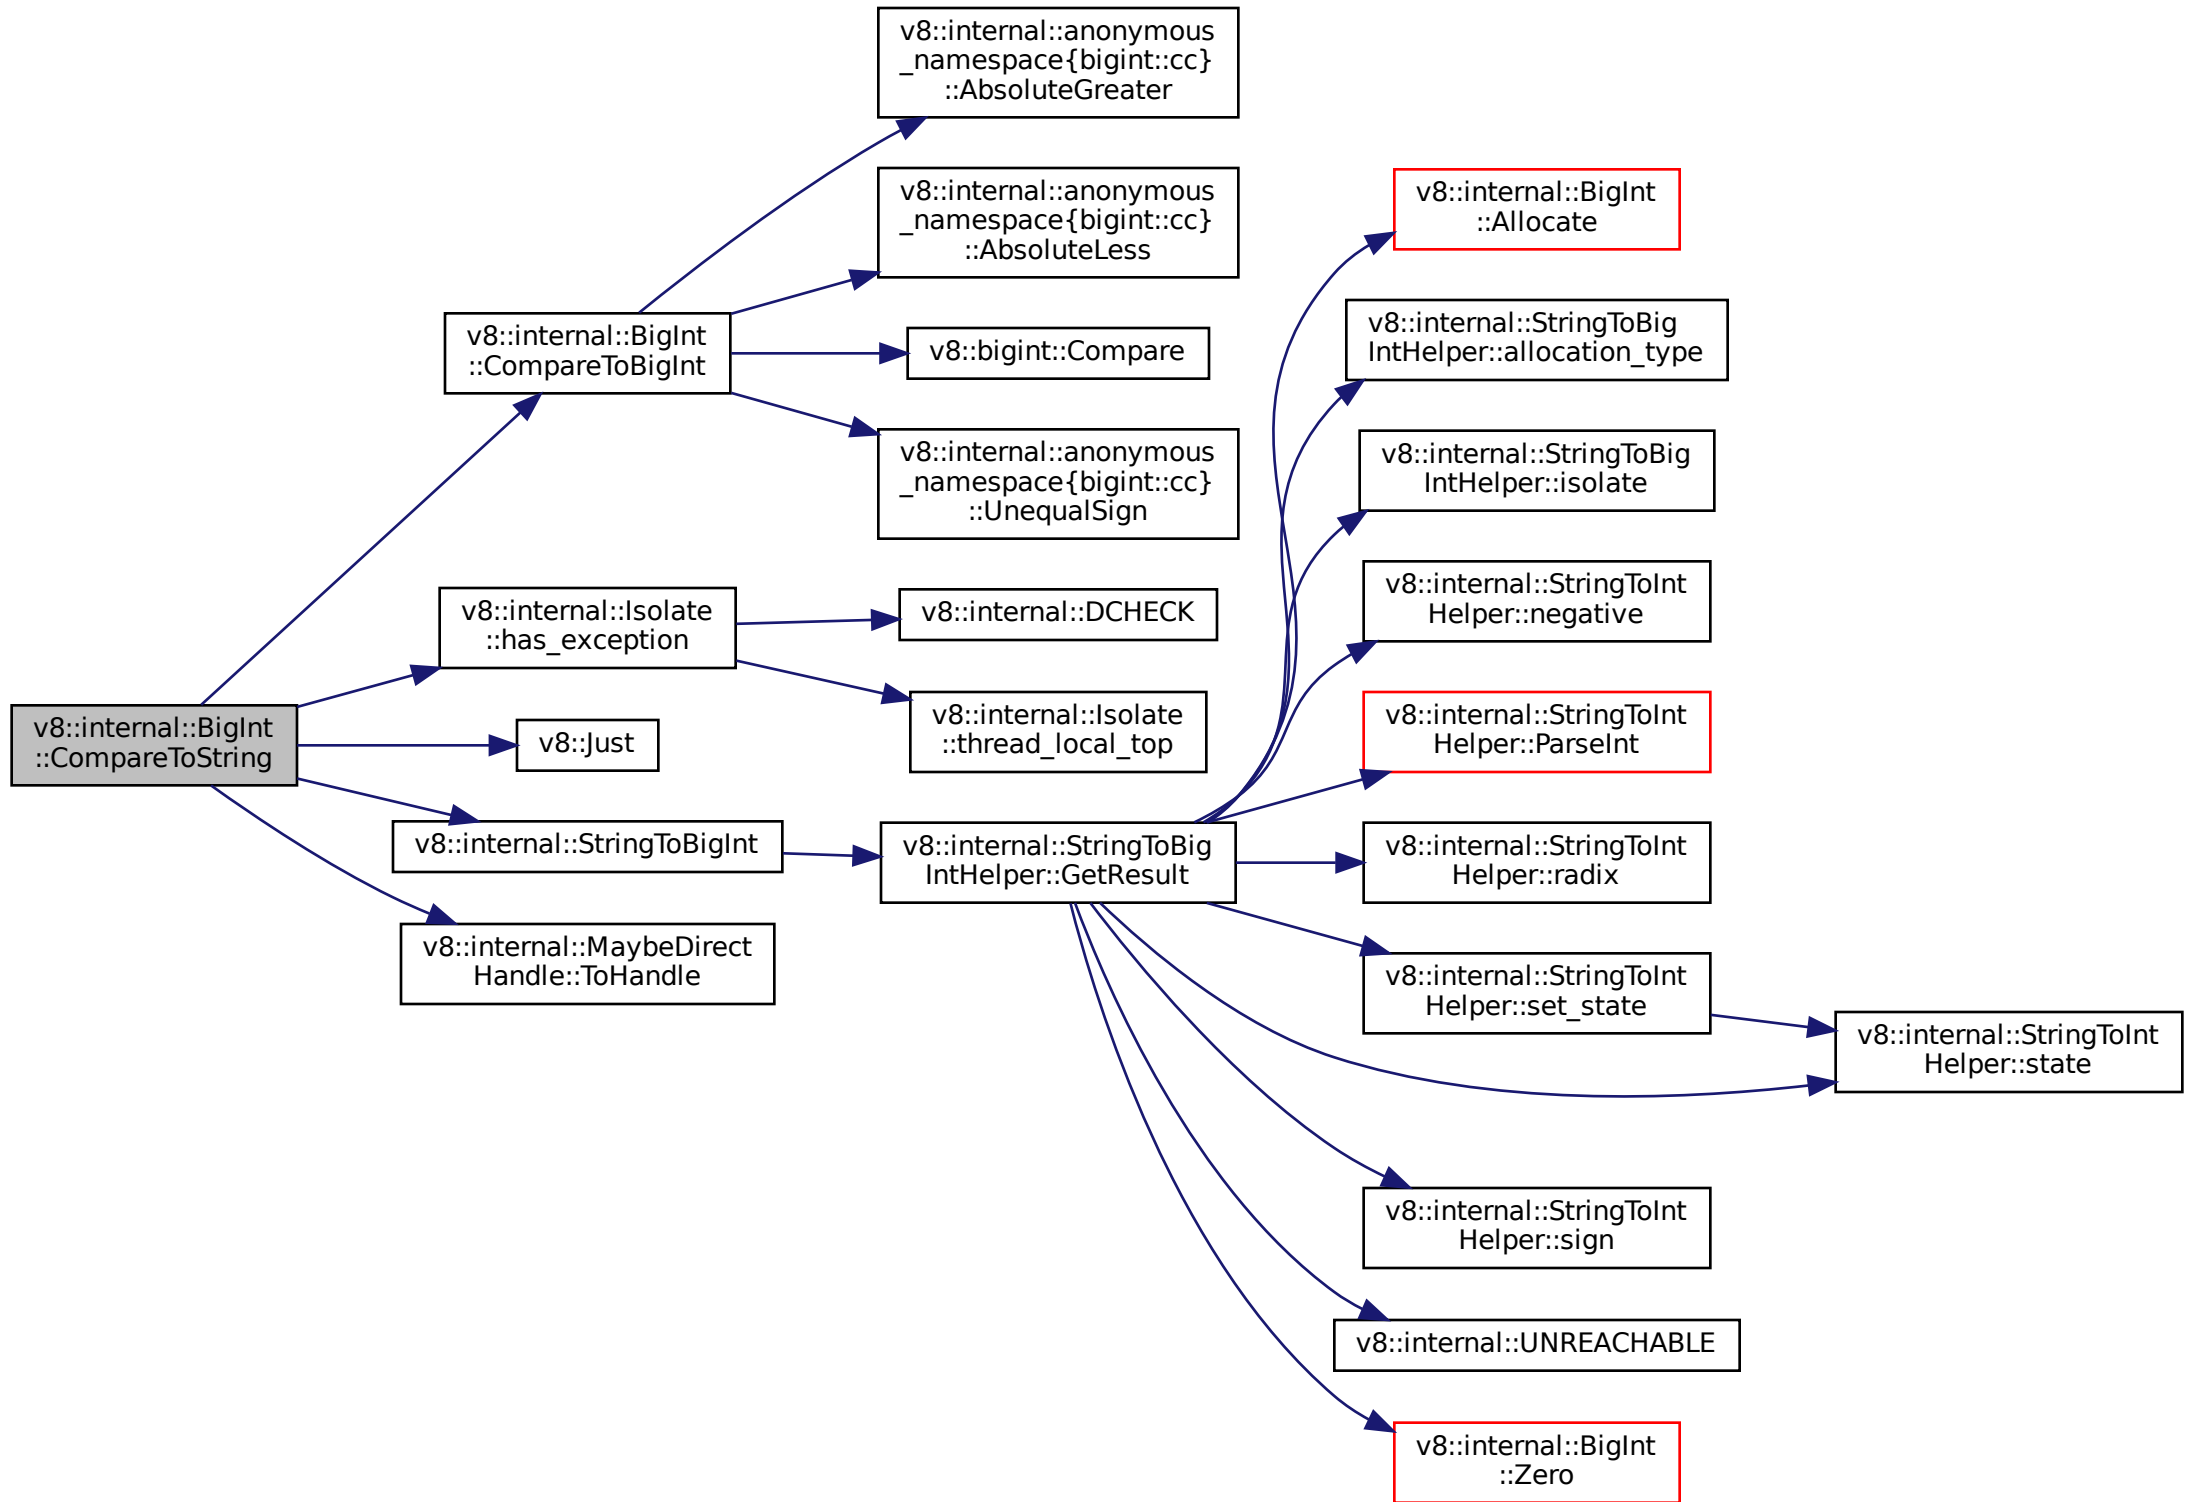 v8::internal::BigInt
::CompareToString
v8::internal::BigInt
::CompareToBigInt
v8::internal::anonymous
_namespace{bigint::cc}
::AbsoluteGreater
v8::internal::anonymous
_namespace{bigint::cc}
::AbsoluteLess
v8::bigint::Compare
v8::internal::anonymous
_namespace{bigint::cc}
::UnequalSign
v8::internal::Isolate
::has_exception
v8::internal::DCHECK
v8::internal::Isolate
::thread_local_top
v8::Just
v8::internal::StringToBigInt
v8::internal::StringToBig
IntHelper::GetResult
v8::internal::MaybeDirect
Handle::ToHandle
v8::internal::BigInt
::Allocate
v8::internal::StringToBig
IntHelper::allocation_type
v8::internal::StringToBig
IntHelper::isolate
v8::internal::StringToInt
Helper::negative
v8::internal::StringToInt
Helper::ParseInt
v8::internal::StringToInt
Helper::radix
v8::internal::StringToInt
Helper::set_state
v8::internal::StringToInt
Helper::state
v8::internal::StringToInt
Helper::sign
v8::internal::UNREACHABLE
v8::internal::BigInt
::Zero